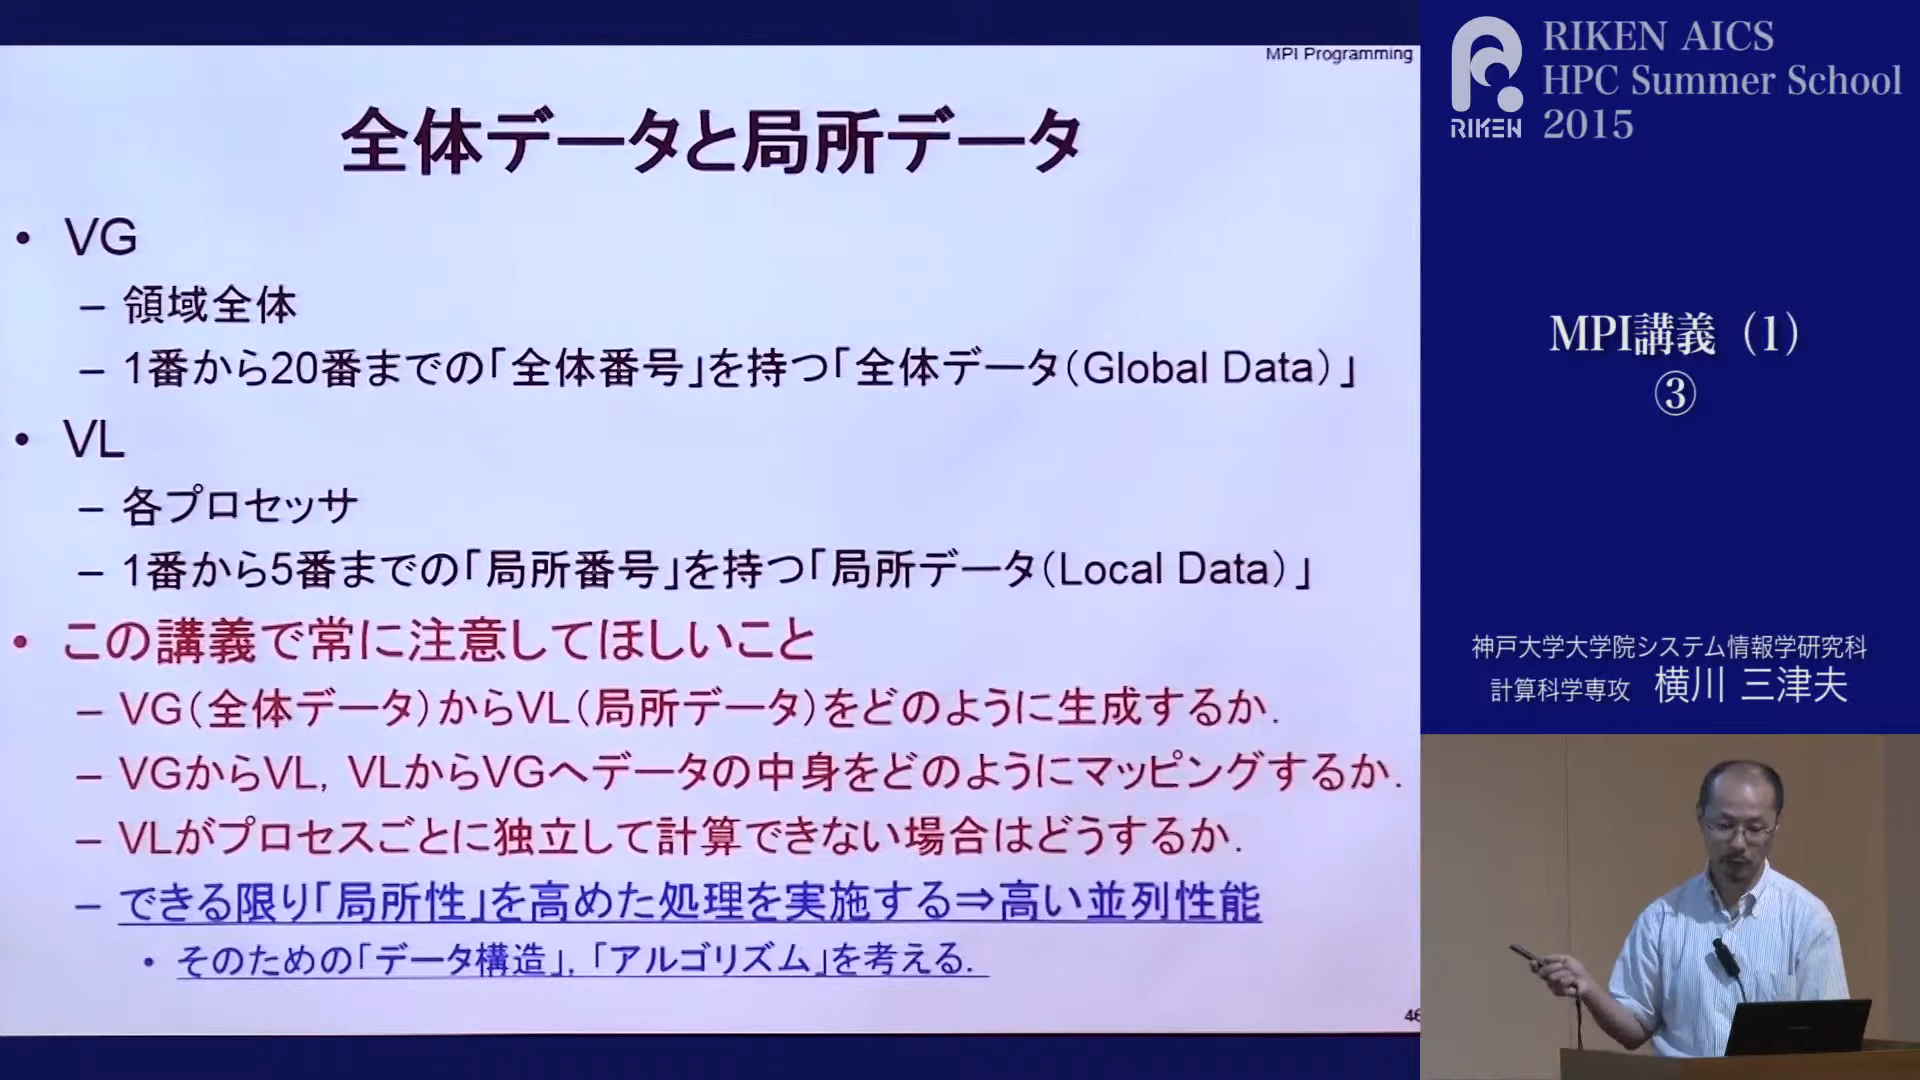 MPI Programming
全体データと局所データ
• VG
– 領域全体
– 1番から20番までの「全体番号」を持つ「全体データ（Global Data）」
• VL
– 各プロセッサ
– 1番から5番までの「局所番号」を持つ「局所データ（Local Data）」
• この講義で常に注意してほしいこと
– VG（全体データ）からVL（局所データ）をどのように生成するか.
– VGからVL, VLからVGへデータの中身をどのようにマッピングするか.
– VLがプロセスごとに独立して計算できない場合はどうするか.
– できる限り「局所性」を高めた処理を実施する⇒高い並列性能
• そのための「データ構造」,「アルゴリズム」を考える.
46
RIKEN
RIKEN AICS
HPC Summer School
2015
MPI講義（1）
③
神戸大学大学院システム情報学研究科
計算科学専攻 横川 三津夫